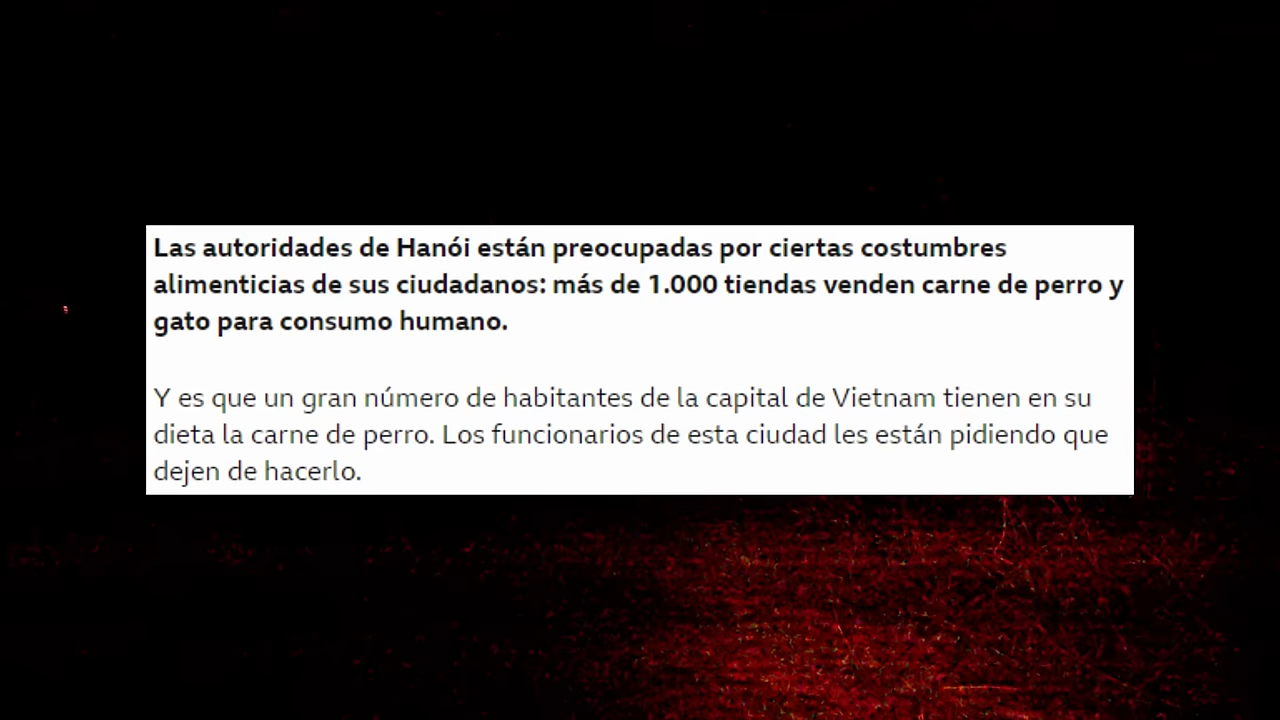 Las autoridades de Hanói están preocupadas por ciertas costumbres
alimenticias de sus ciudadanos: más de 1.000 tiendas venden carne de perro y
gato para consumo humano.
Y es que un gran número de habitantes de la capital de Vietnam tienen en su
dieta la carne de perro. Los funcionarios de esta ciudad les están pidiendo que
dejen de hacerlo.